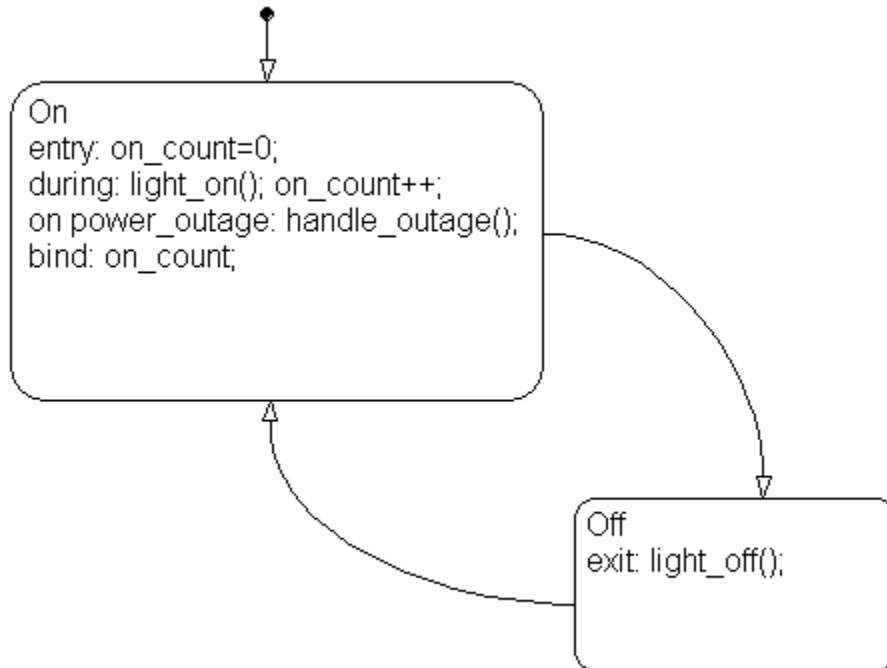 On
entry: on_count=0;
during: light_on(); on_count++;
on power_outage: handle_outage();
bind: on_count;
Off
exit: light_off();